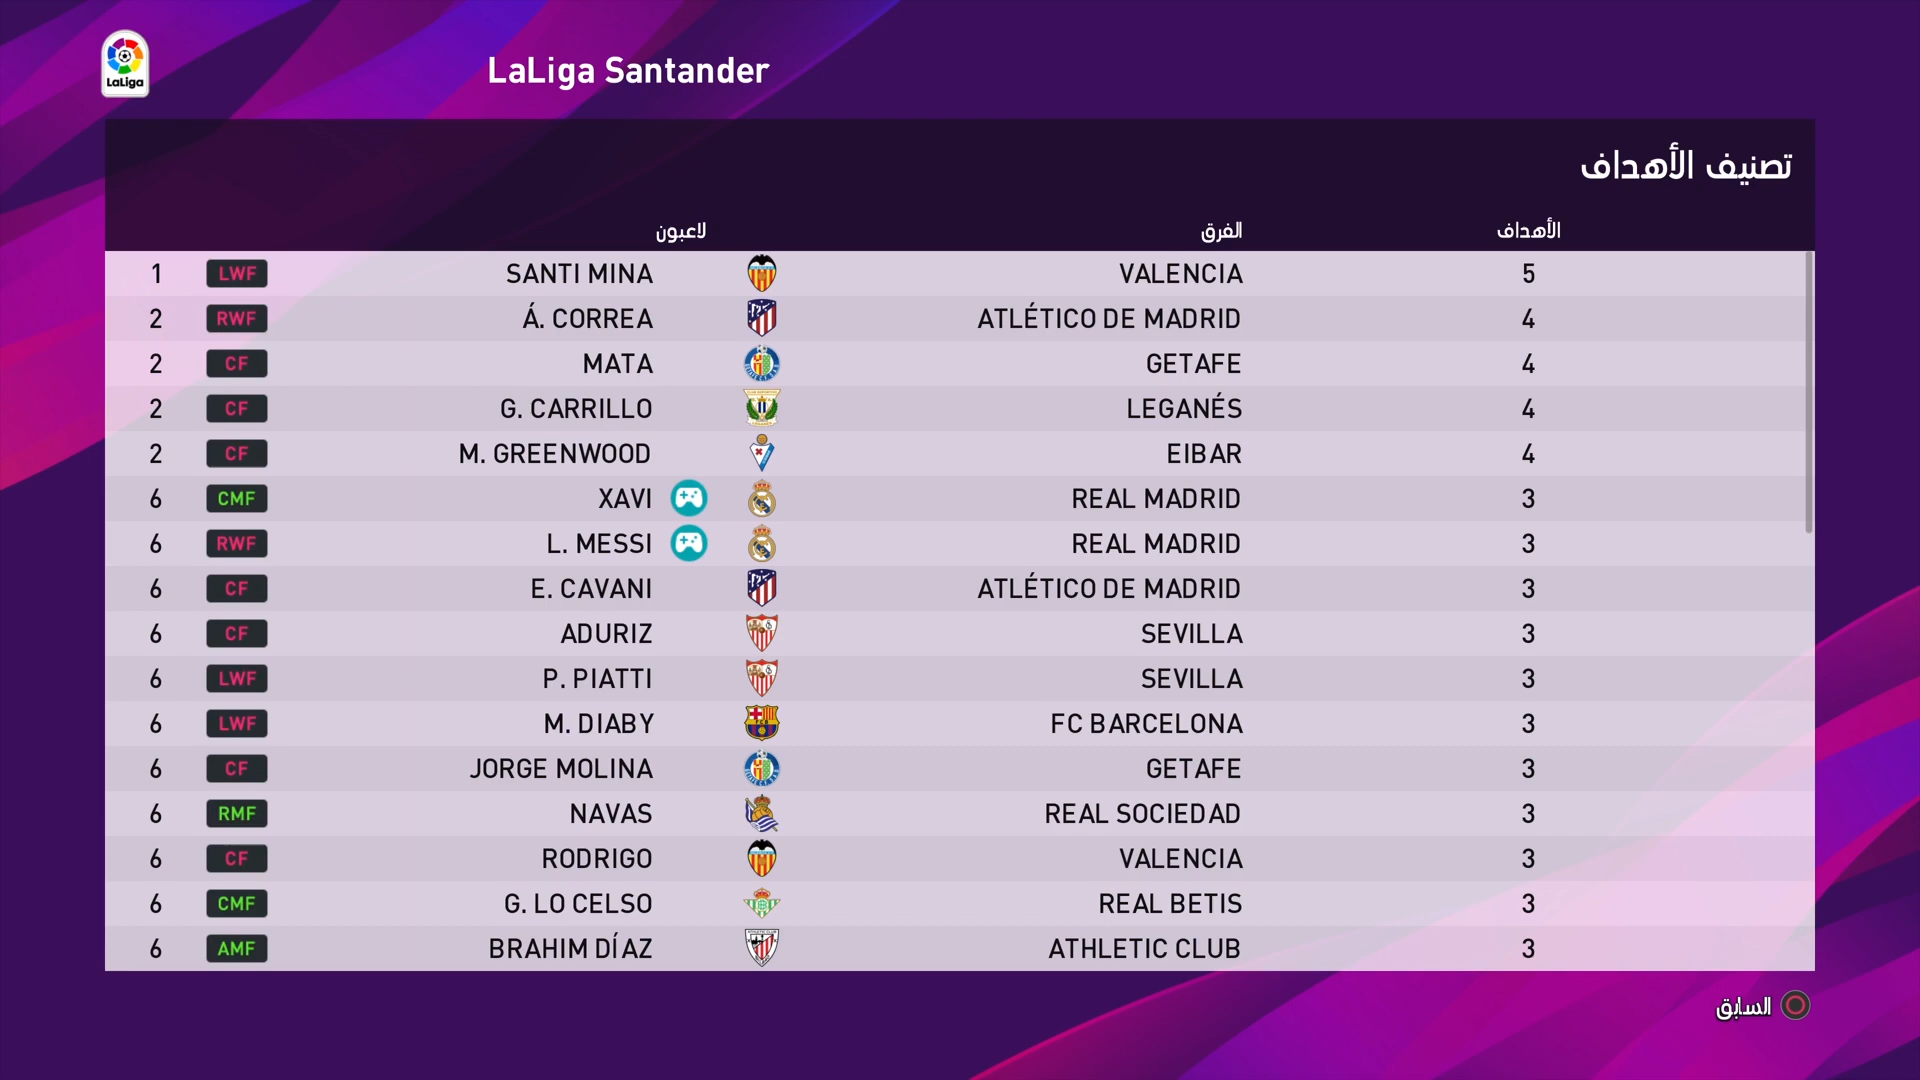 LaLiga
LaLiga Santander
تصنيف الأهداف
لاعبون الفرق الأهداف
1 LWF SANTI MINA VALENCIA 5
2 RWF Á. CORREA ATLÉTICO DE MADRID 4
2 CF MATA GETAFE 4
2 CF G. CARRILLO LEGANÉS 4
2 CF M. GREENWOOD EIBAR 4
6 CMF XAVI REAL MADRID 3
6 RWF L. MESSI REAL MADRID 3
6 CF E. CAVANI ATLÉTICO DE MADRID 3
6 CF ADURIZ SEVILLA 3
6 LWF P. PIATTI SEVILLA 3
6 LWF M. DIABY FC BARCELONA 3
6 CF JORGE MOLINA GETAFE 3
6 RMF NAVAS REAL SOCIEDAD 3
6 CF RODRIGO VALENCIA 3
6 CMF G. LO CELSO REAL BETIS 3
6 AMF BRAHIM DÍAZ ATHLETIC CLUB 3
السابق